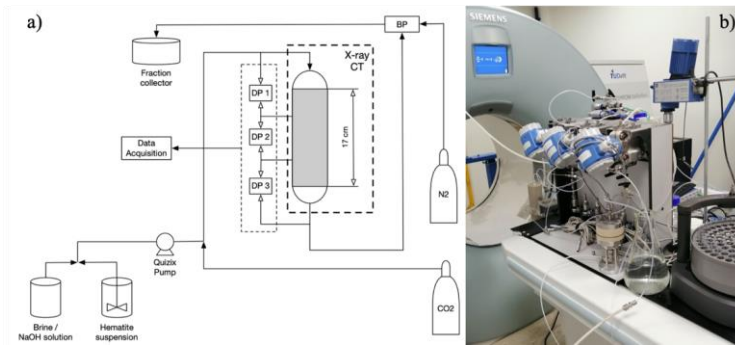 a)
BP
Fraction
collector
X-ray
CT
DP 1
DP 2
DP 3
17 cm
Data
Acquisition
N2
Quizix
Pump
Brine /
NaOH solution
Hematite
suspension
CO2
SIEMENS
b)
TUDelft